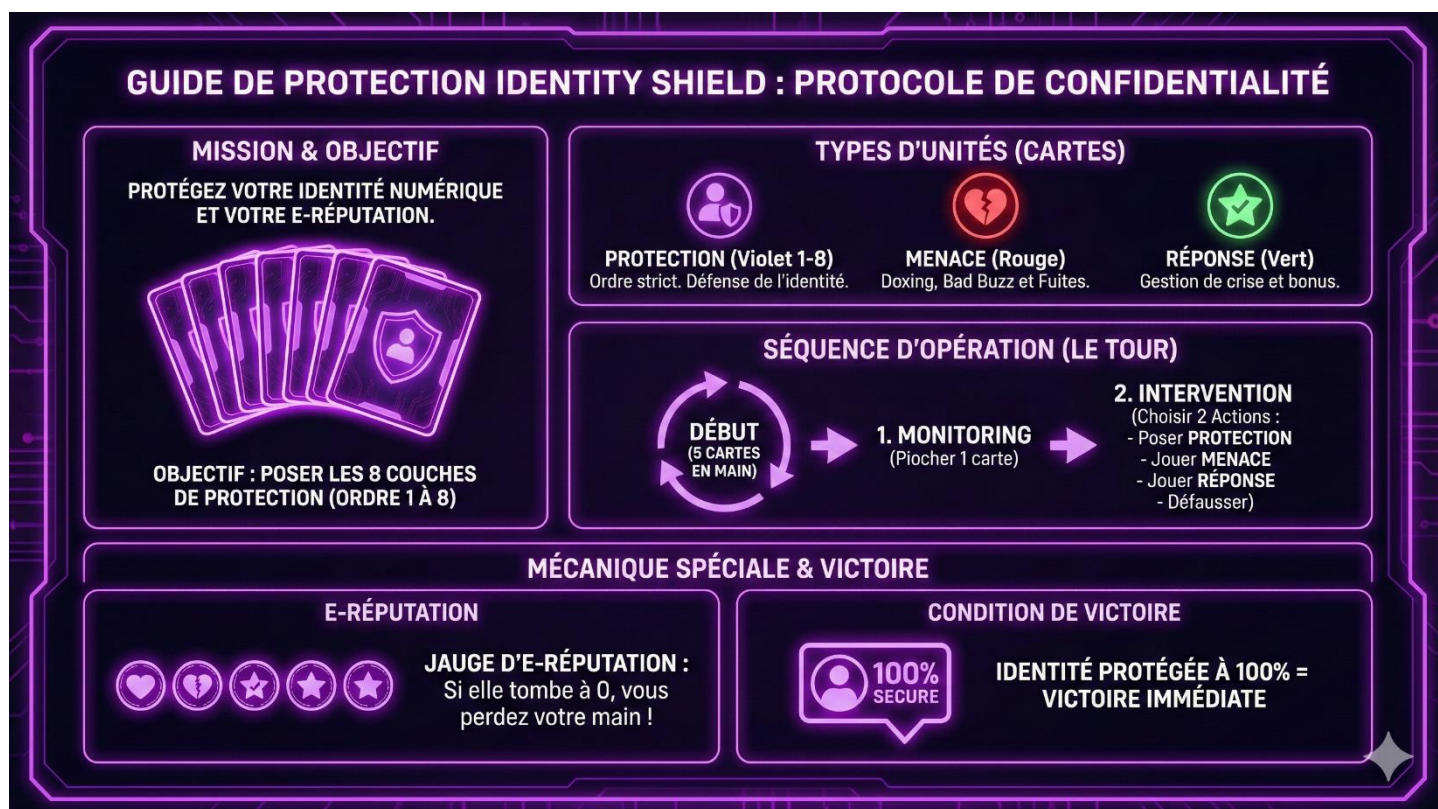 GUIDE DE PROTECTION IDENTITY SHIELD : PROTOCOLE DE CONFIDENTIALITÉ
MISSION & OBJECTIF
PROTÉGEZ VOTRE IDENTITÉ NUMÉRIQUE
ET VOTRE E-RÉPUTATION.
OBJECTIF : POSER LES 8 COUCHES
DE PROTECTION (ORDRE 1 À 8)
TYPES D'UNITÉS (CARTES)
PROTECTION (Violet 1-8)
Ordre strict. Défense de l'identité.
MENACE (Rouge)
Doxing, Bad Buzz et Fuites.
RÉPONSE (Vert)
Gestion de crise et bonus.
SÉQUENCE D'OPÉRATION (LE TOUR)
DÉBUT
(5 CARTES
EN MAIN)
1. MONITORING
(Piocher 1 carte)
2. INTERVENTION
(Choisir 2 Actions :
- Poser PROTECTION
- Jouer MENACE
- Jouer RÉPONSE
- Défausser)
MÉCANIQUE SPÉCIALE & VICTOIRE
E-RÉPUTATION
JAUGE D'E-RÉPUTATION :
Si elle tombe à 0, vous
perdez votre main !
CONDITION DE VICTOIRE
100%
SECURE
IDENTITÉ PROTÉGÉE À 100% =
VICTOIRE IMMÉDIATE